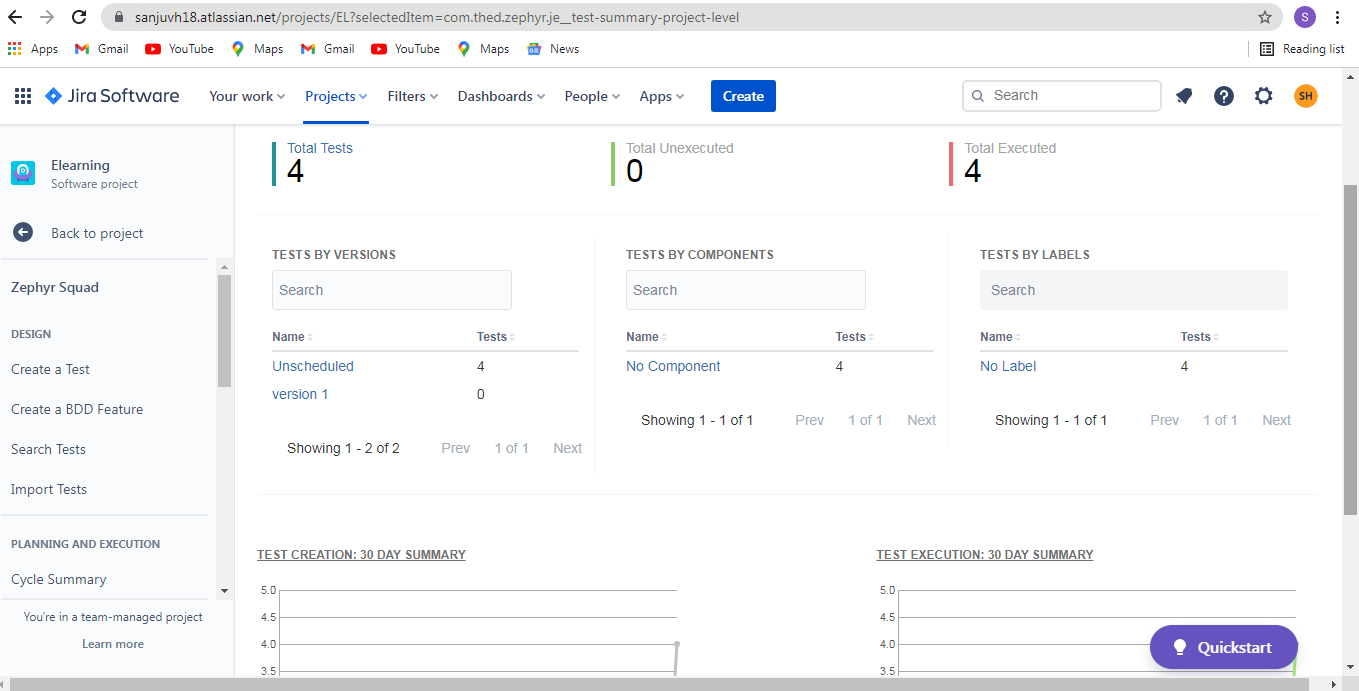 sanjuvh18.atlassian.net/projects/EL?selectedItem=com.thed.zephyr.je__test-summary-project-level
S
Apps Gmail YouTube Maps Gmail YouTube Maps News Reading list
Jira Software Your work Projects Filters Dashboards People Apps Create Search SH
Elearning
Software project
Back to project
Zephyr Squad
DESIGN
Create a Test
Create a BDD Feature
Search Tests
Import Tests
PLANNING AND EXECUTION
Cycle Summary
You're in a team-managed project
Learn more
Total Tests
4
Total Unexecuted
0
Total Executed
4
TESTS BY VERSIONS
Search
Name Tests
Unscheduled 4
version 1 0
Showing 1 - 2 of 2 Prev 1 of 1 Next
TESTS BY COMPONENTS
Search
Name Tests
No Component 4
Showing 1 - 1 of 1 Prev 1 of 1 Next
TESTS BY LABELS
Search
Name Tests
No Label 4
Showing 1 - 1 of 1 Prev 1 of 1 Next
TEST CREATION: 30 DAY SUMMARY
5.0
4.5
4.0
3.5
TEST EXECUTION: 30 DAY SUMMARY
5.0
4.5
4.0
3.5
Quickstart